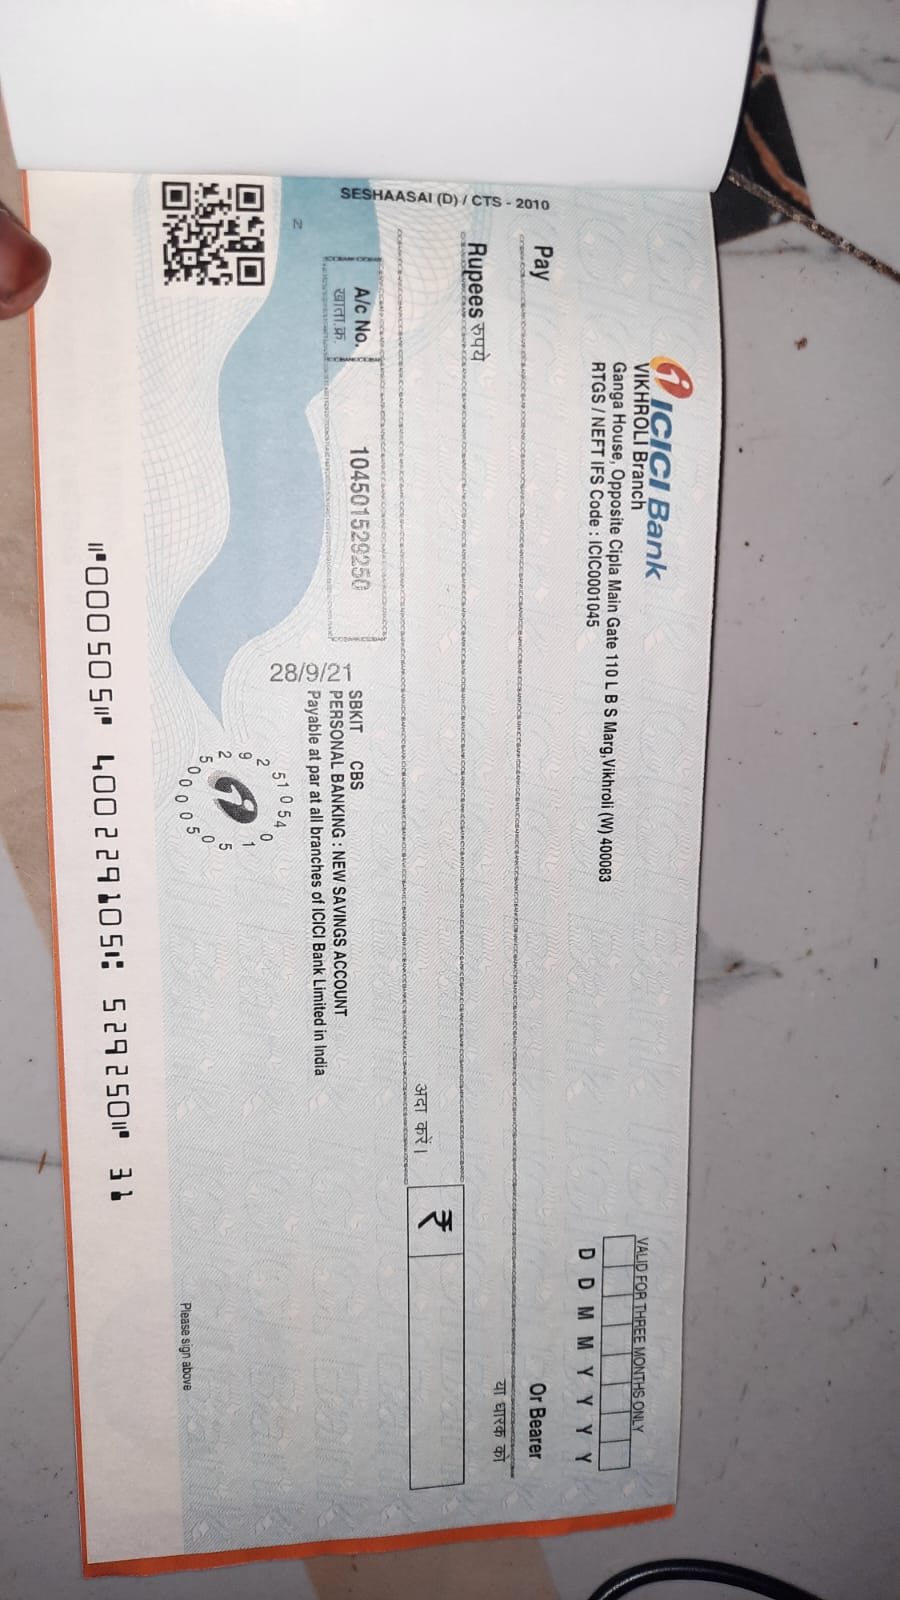 ICICI Bank
VIKHROLI Branch
Ganga House, Opposite Cipla Main Gate 110 L B S Marg,Vikhroli (W) 400083
RTGS / NEFT IFS Code : ICIC0001045
VALID FOR THREE MONTHS ONLY
D D M M Y Y Y Y
Pay
Or Bearer
या धारक को
Rupees रुपये
अदा करें।
₹
A/c No.
खाता.क्र.
104501529250
28/9/21
SBKIT CBS
PERSONAL BANKING : NEW SAVINGS ACCOUNT
Payable at par at all branches of ICICI Bank Limited in India
SESHAASAI (D) / CTS - 2010
Please sign above
⑈000505⑈ 400229105⑆ 529250⑈ 31